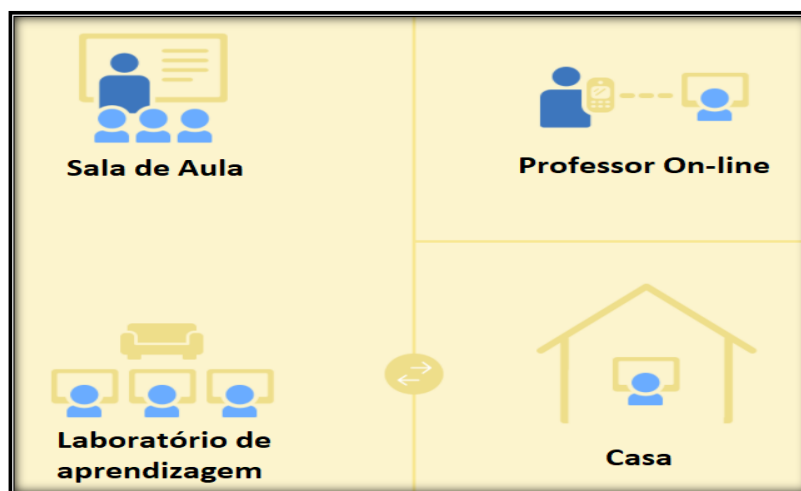 Sala de Aula
Professor On-line
Laboratório de
aprendizagem
Casa